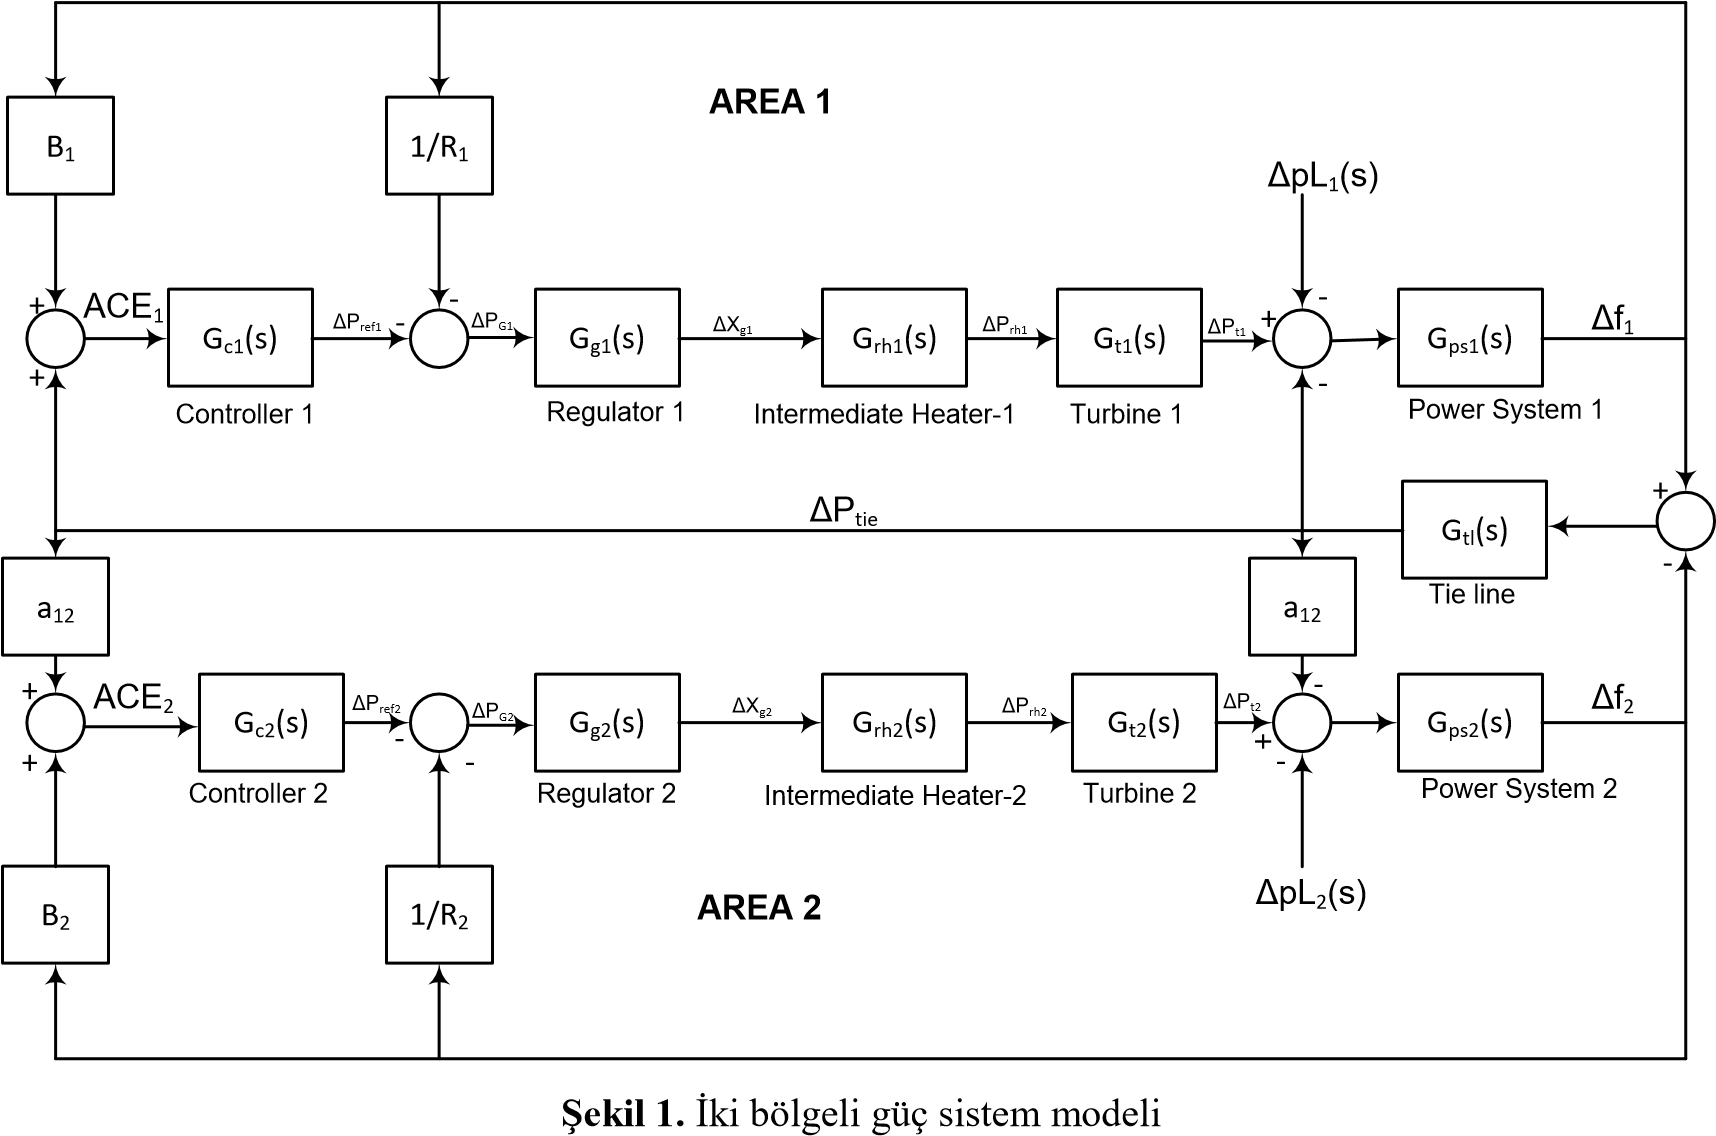 AREA 1
B₁
1/R₁
ΔpL₁(s)
-
+
+
ACE₁
G꜀₁(s)
Controller 1
ΔPref1
-
-
ΔPG1
Gg1(s)
Regulator 1
ΔXg1
Grh1(s)
Intermediate Heater-1
ΔPrh1
Gt1(s)
Turbine 1
ΔPt1
+
-
Gps1(s)
Power System 1
Δf₁
ΔPtie
Gtl(s)
Tie line
+
-
a₁₂
a₁₂
+
+
ACE₂
Gc2(s)
Controller 2
ΔPref2
-
-
ΔPG2
Gg2(s)
Regulator 2
ΔXg2
Grh2(s)
Intermediate Heater-2
ΔPrh2
Gt2(s)
Turbine 2
ΔPt2
-
+
-
Gps2(s)
Power System 2
Δf₂
B₂
1/R₂
AREA 2
ΔpL₂(s)
Şekil 1. İki bölgeli güç sistem modeli